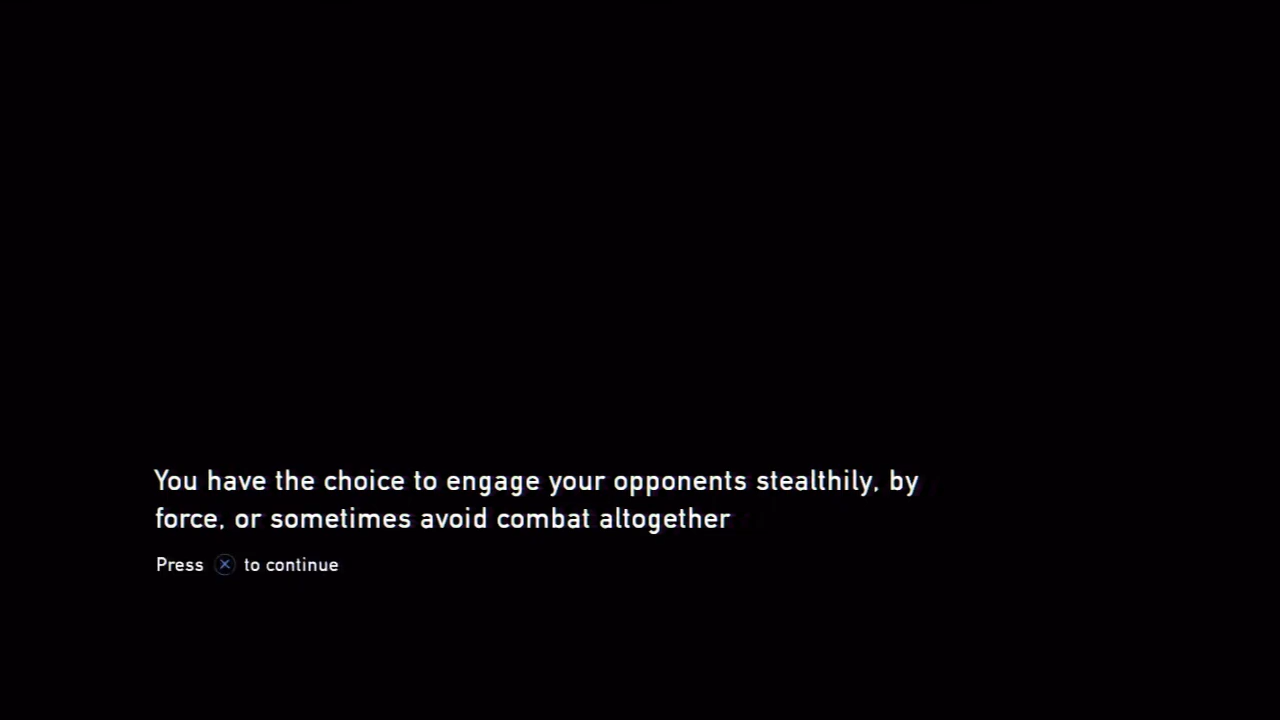 You have the choice to engage your opponents stealthily, by
force, or sometimes avoid combat altogether
Press ⓧ to continue